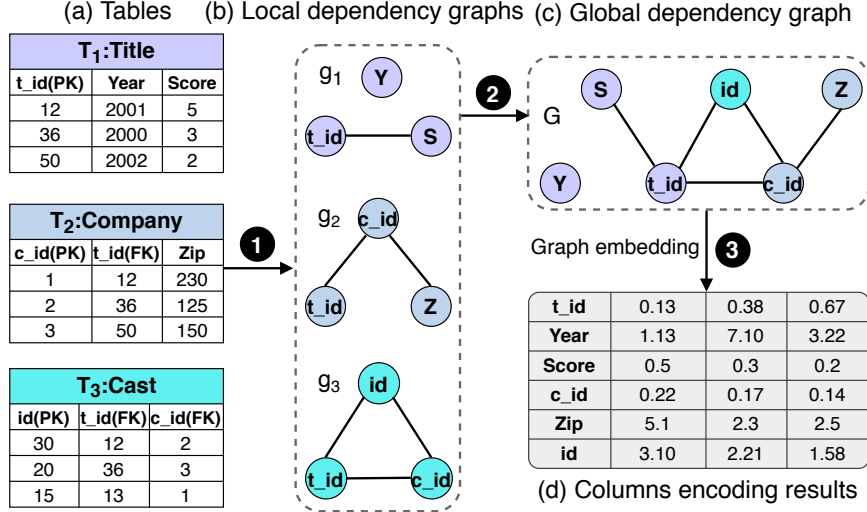 (a) Tables
(b) Local dependency graphs
(c) Global dependency graph
T1:Title
t_id(PK) Year Score
12 2001 5
36 2000 3
50 2002 2
T2:Company
c_id(PK) t_id(FK) Zip
1 12 230
2 36 125
3 50 150
T3:Cast
id(PK) t_id(FK) c_id(FK)
30 12 2
20 36 3
15 13 1
1
g1
Y
t_id
S
g2
c_id
t_id
Z
g3
id
t_id
c_id
2
G
S
id
Z
Y
t_id
c_id
Graph embedding
3
t_id 0.13 0.38 0.67
Year 1.13 7.10 3.22
Score 0.5 0.3 0.2
c_id 0.22 0.17 0.14
Zip 5.1 2.3 2.5
id 3.10 2.21 1.58
(d) Columns encoding results